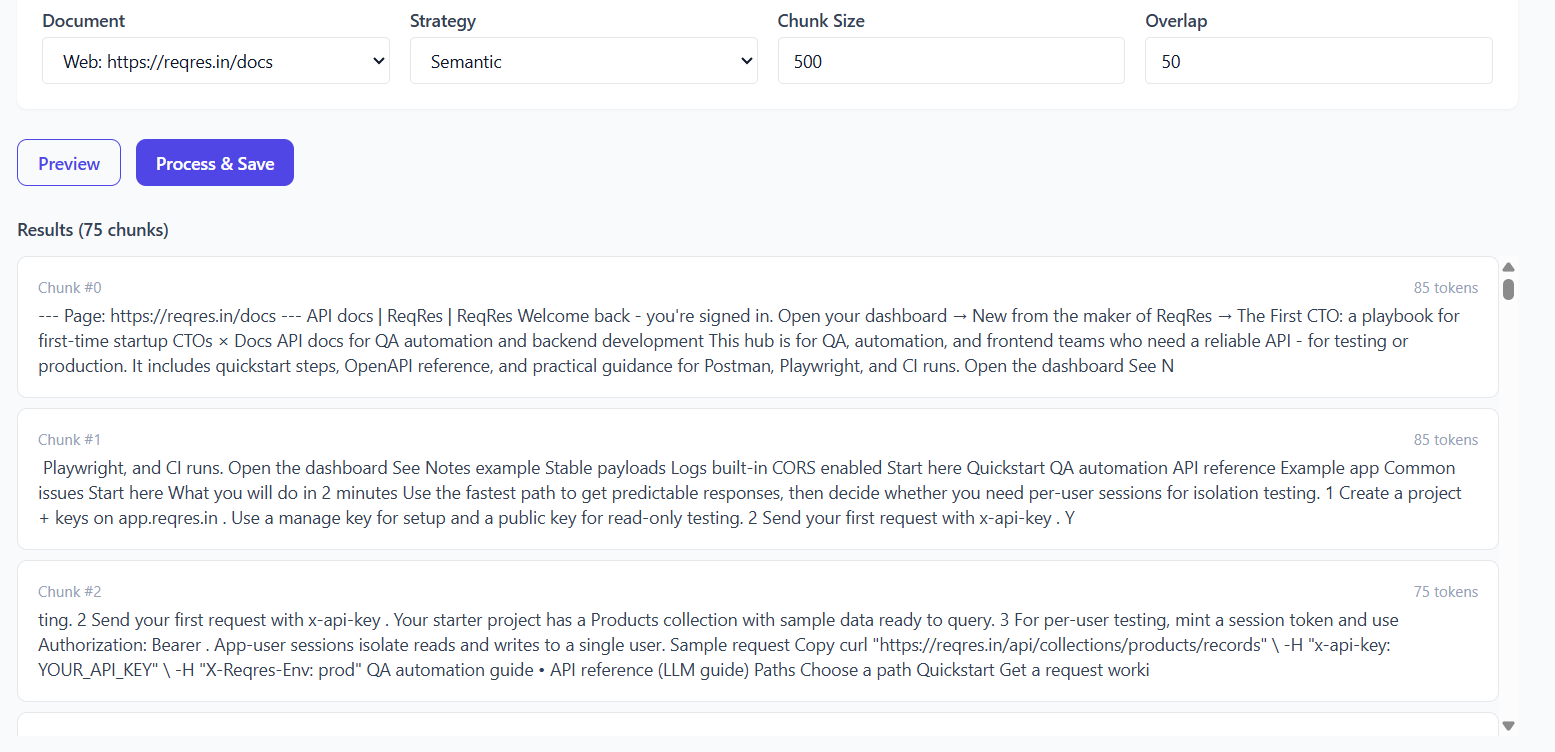 Document Strategy Chunk Size Overlap
Web: https://reqres.in/docs Semantic 500 50
Preview Process & Save
Results (75 chunks)
Chunk #0 85 tokens
--- Page: https://reqres.in/docs --- API docs | ReqRes | ReqRes Welcome back - you're signed in. Open your dashboard → New from the maker of ReqRes → The First CTO: a playbook for
first-time startup CTOs × Docs API docs for QA automation and backend development This hub is for QA, automation, and frontend teams who need a reliable API - for testing or
production. It includes quickstart steps, OpenAPI reference, and practical guidance for Postman, Playwright, and CI runs. Open the dashboard See N
Chunk #1 85 tokens
Playwright, and CI runs. Open the dashboard See Notes example Stable payloads Logs built-in CORS enabled Start here Quickstart QA automation API reference Example app Common
issues Start here What you will do in 2 minutes Use the fastest path to get predictable responses, then decide whether you need per-user sessions for isolation testing. 1 Create a project
+ keys on app.reqres.in . Use a manage key for setup and a public key for read-only testing. 2 Send your first request with x-api-key . Y
Chunk #2 75 tokens
ting. 2 Send your first request with x-api-key . Your starter project has a Products collection with sample data ready to query. 3 For per-user testing, mint a session token and use
Authorization: Bearer . App-user sessions isolate reads and writes to a single user. Sample request Copy curl "https://reqres.in/api/collections/products/records" \ -H "x-api-key:
YOUR_API_KEY" \ -H "X-Reqres-Env: prod" QA automation guide • API reference (LLM guide) Paths Choose a path Quickstart Get a request worki